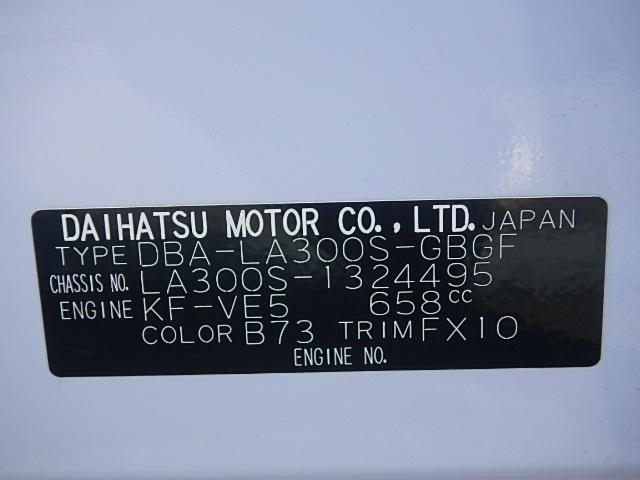 DAIHATSU MOTOR CO., LTD. JAPAN
TYPE DBA-LA300S-GBGF
CHASSIS NO. LA300S-1324495
ENGINE KF-VE5 658cc
COLOR B73 TRIM FX10
ENGINE NO.